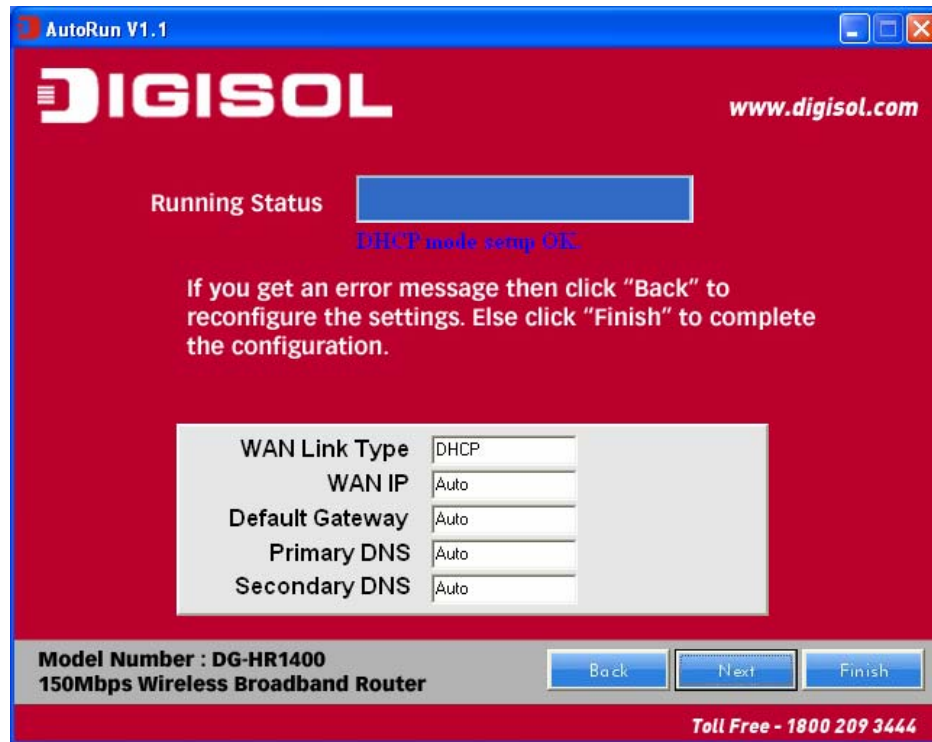 AutoRun V1.1
DIGISOL
www.digisol.com
Running Status
DHCP mode setup OK.
If you get an error message then click “Back” to
reconfigure the settings. Else click “Finish” to complete
the configuration.
WAN Link Type DHCP
WAN IP Auto
Default Gateway Auto
Primary DNS Auto
Secondary DNS Auto
Model Number : DG-HR1400
150Mbps Wireless Broadband Router
Back Next Finish
Toll Free - 1800 209 3444